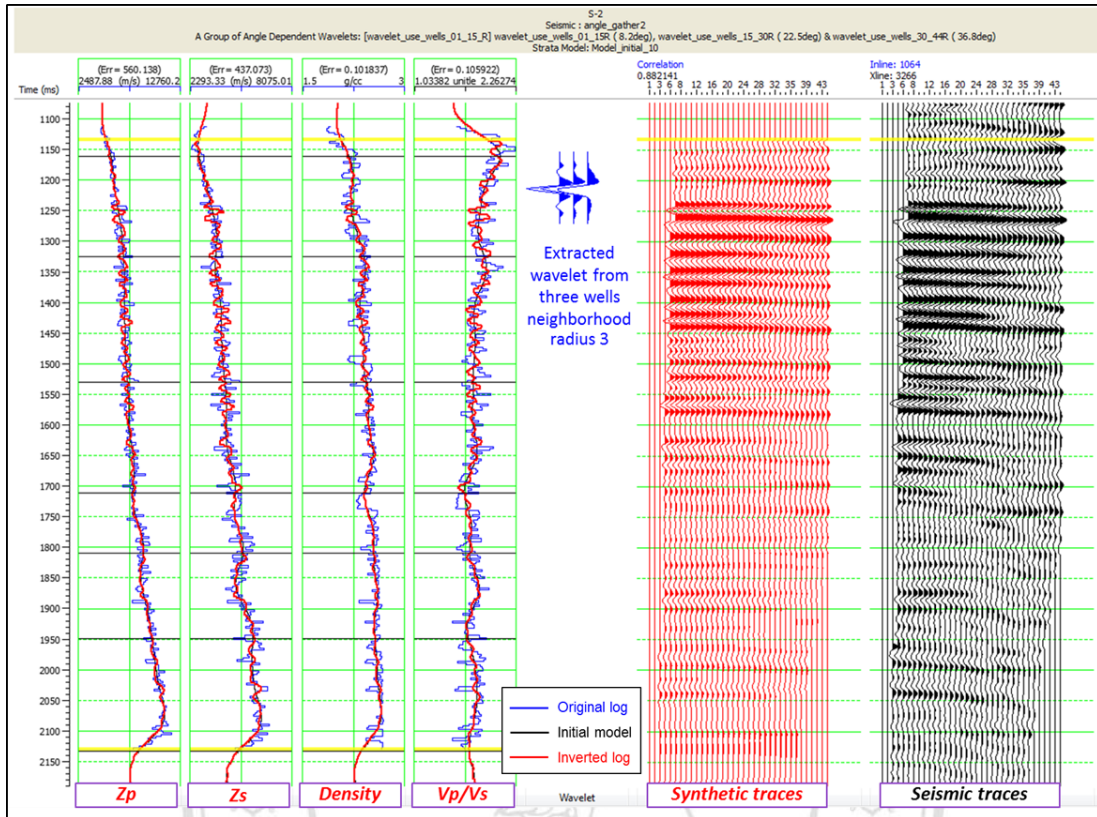 S-2
Seismic : angle_gather2
A Group of Angle Dependent Wavelets: [wavelet_use_wells_01_15_R] wavelet_use_wells_01_15R ( 8.2deg), wavelet_use_wells_15_30R ( 22.5deg) & wavelet_use_wells_30_44R ( 36.8deg)
Strata Model: Model_initial_10
(Err= 560.138) (Err= 437.073) (Err= 0.101837) (Err= 0.105922) Correlation Inline: 1064
2487.88 (m/s) 12760.2 2293.33 (m/s) 8075.01 1.5 g/cc 3 1.03382 unitle 2.26274 0.882141 Xline: 3266
Time (ms) 1 3 6 8 12 16 20 24 28 32 35 39 43 1 3 6 8 12 16 20 24 28 32 35 39 43
1100
1150
1200
1250
1300
1350
1400
1450
1500
1550
1600
1650
1700
1750
1800
1850
1900
1950
2000
2050
2100
2150
Extracted
wavelet from
three wells
neighborhood
radius 3
Original log
Initial model
Inverted log
Zp Zs Density Vp/Vs Wavelet Synthetic traces Seismic traces